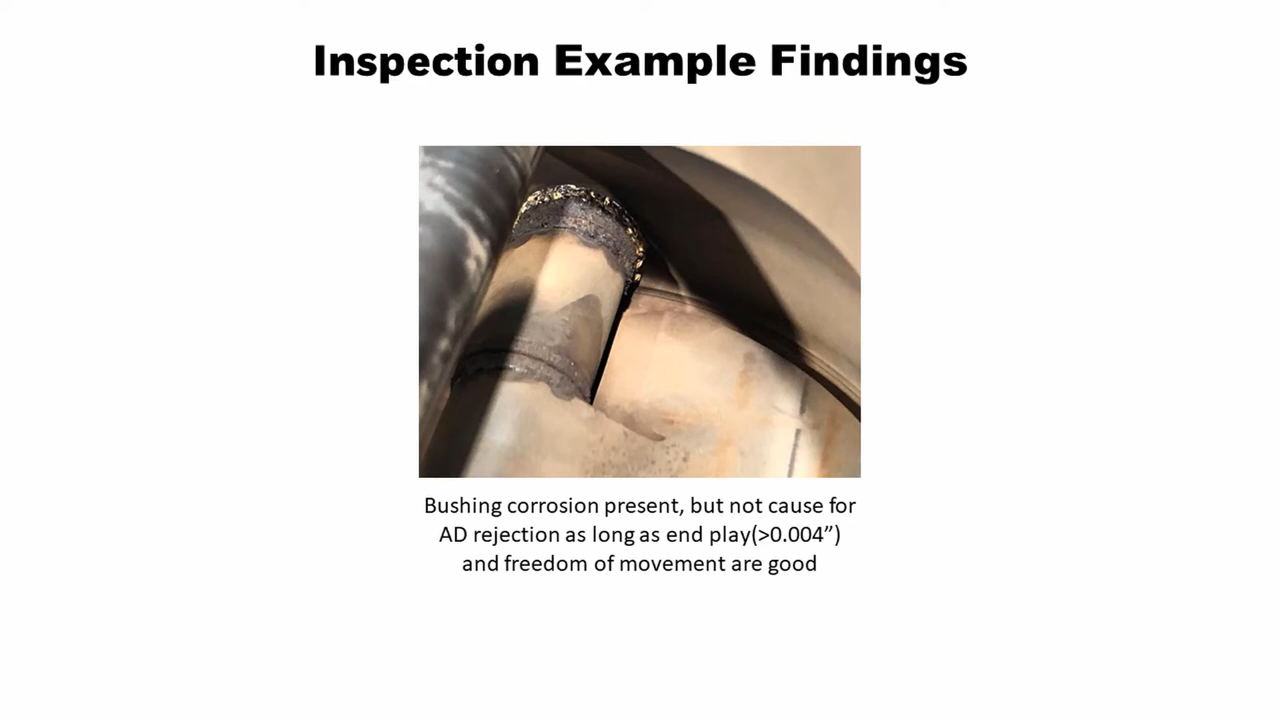 Inspection Example Findings
Bushing corrosion present, but not cause for
AD rejection as long as end play(>0.004”)
and freedom of movement are good